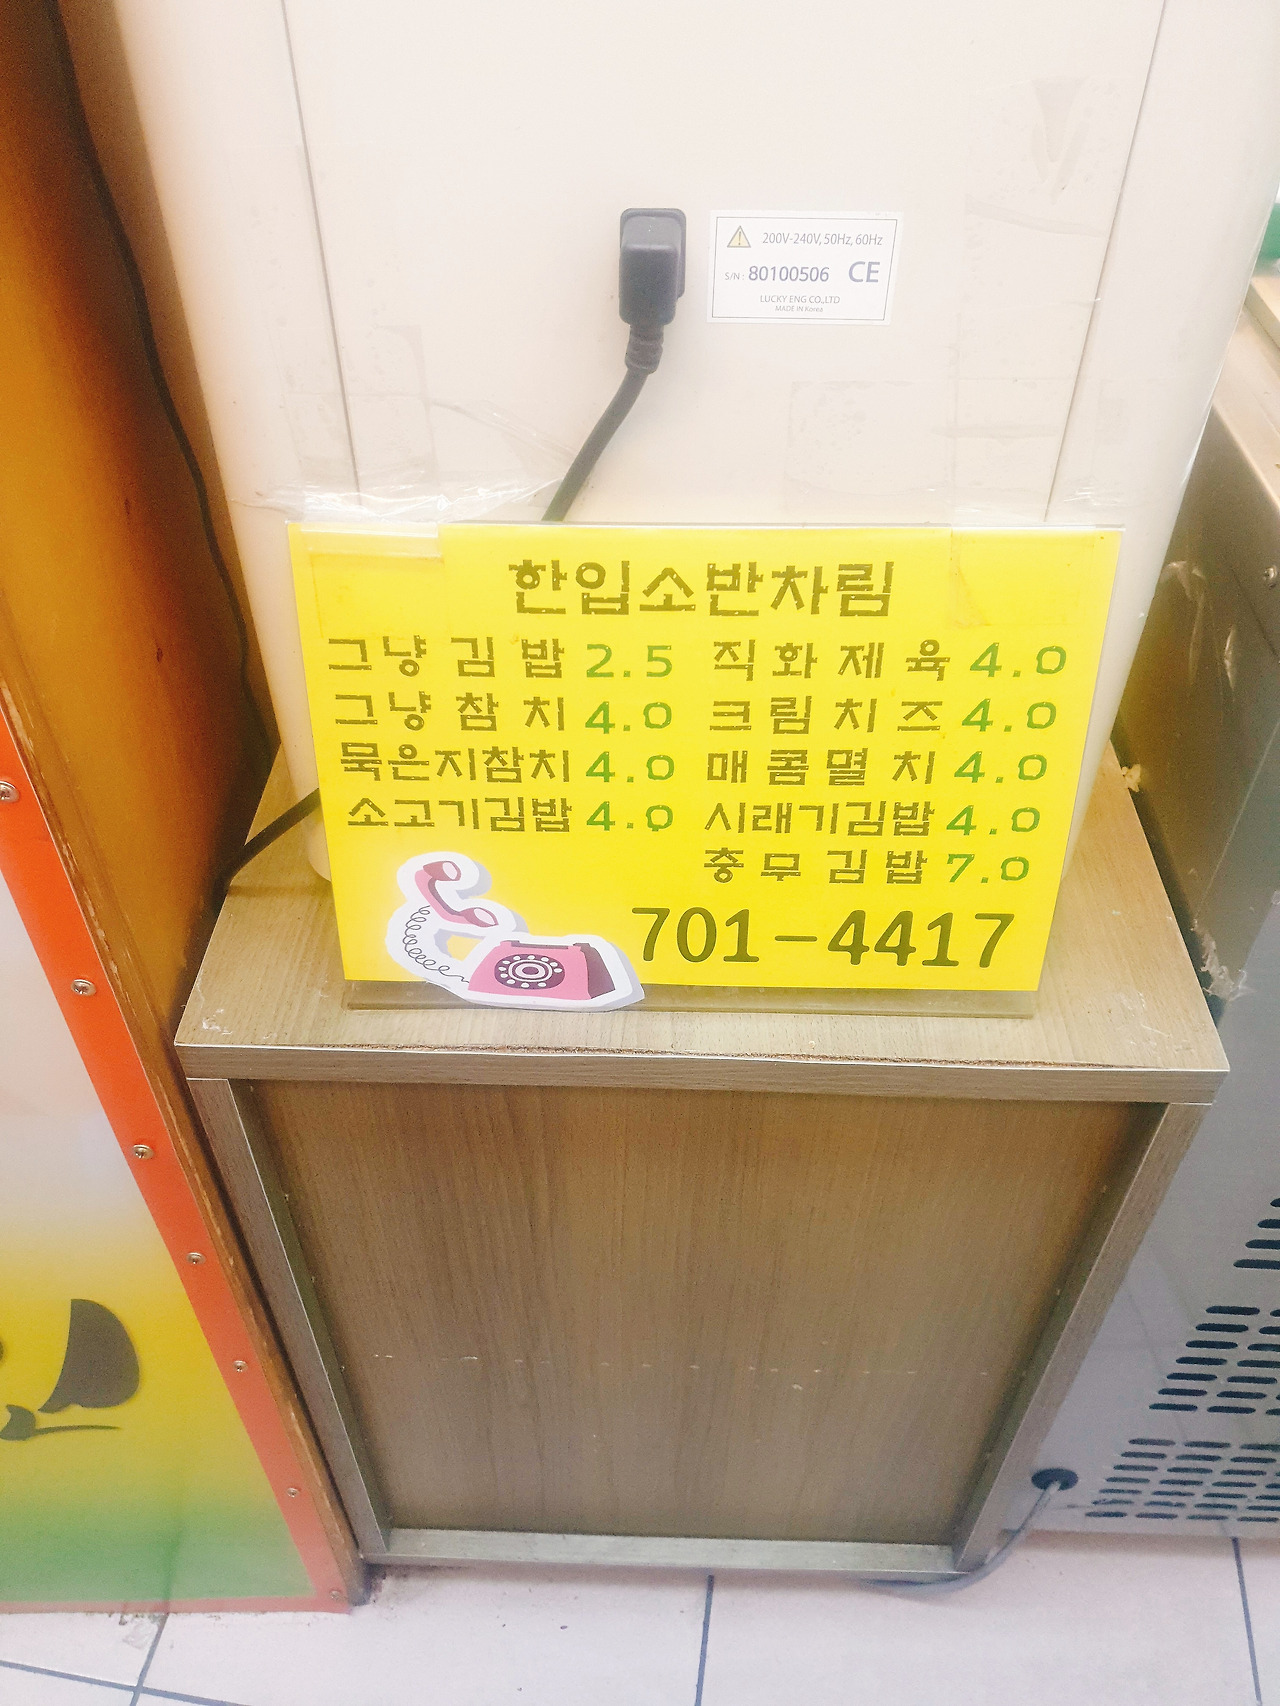 200V-240V, 50Hz, 60Hz
S/N : 80100506 CE
LUCKY ENG CO.,LTD
MADE IN Korea
한입소반차림
그냥 김 밥 2.5 직화 제 육 4.0
그냥 참 치 4.0 크림 치 즈 4.0
묵은지참치 4.0 매콤멸 치 4.0
소고기김밥 4.0 시래기김밥 4.0
충 무 김 밥 7.0
701-4417